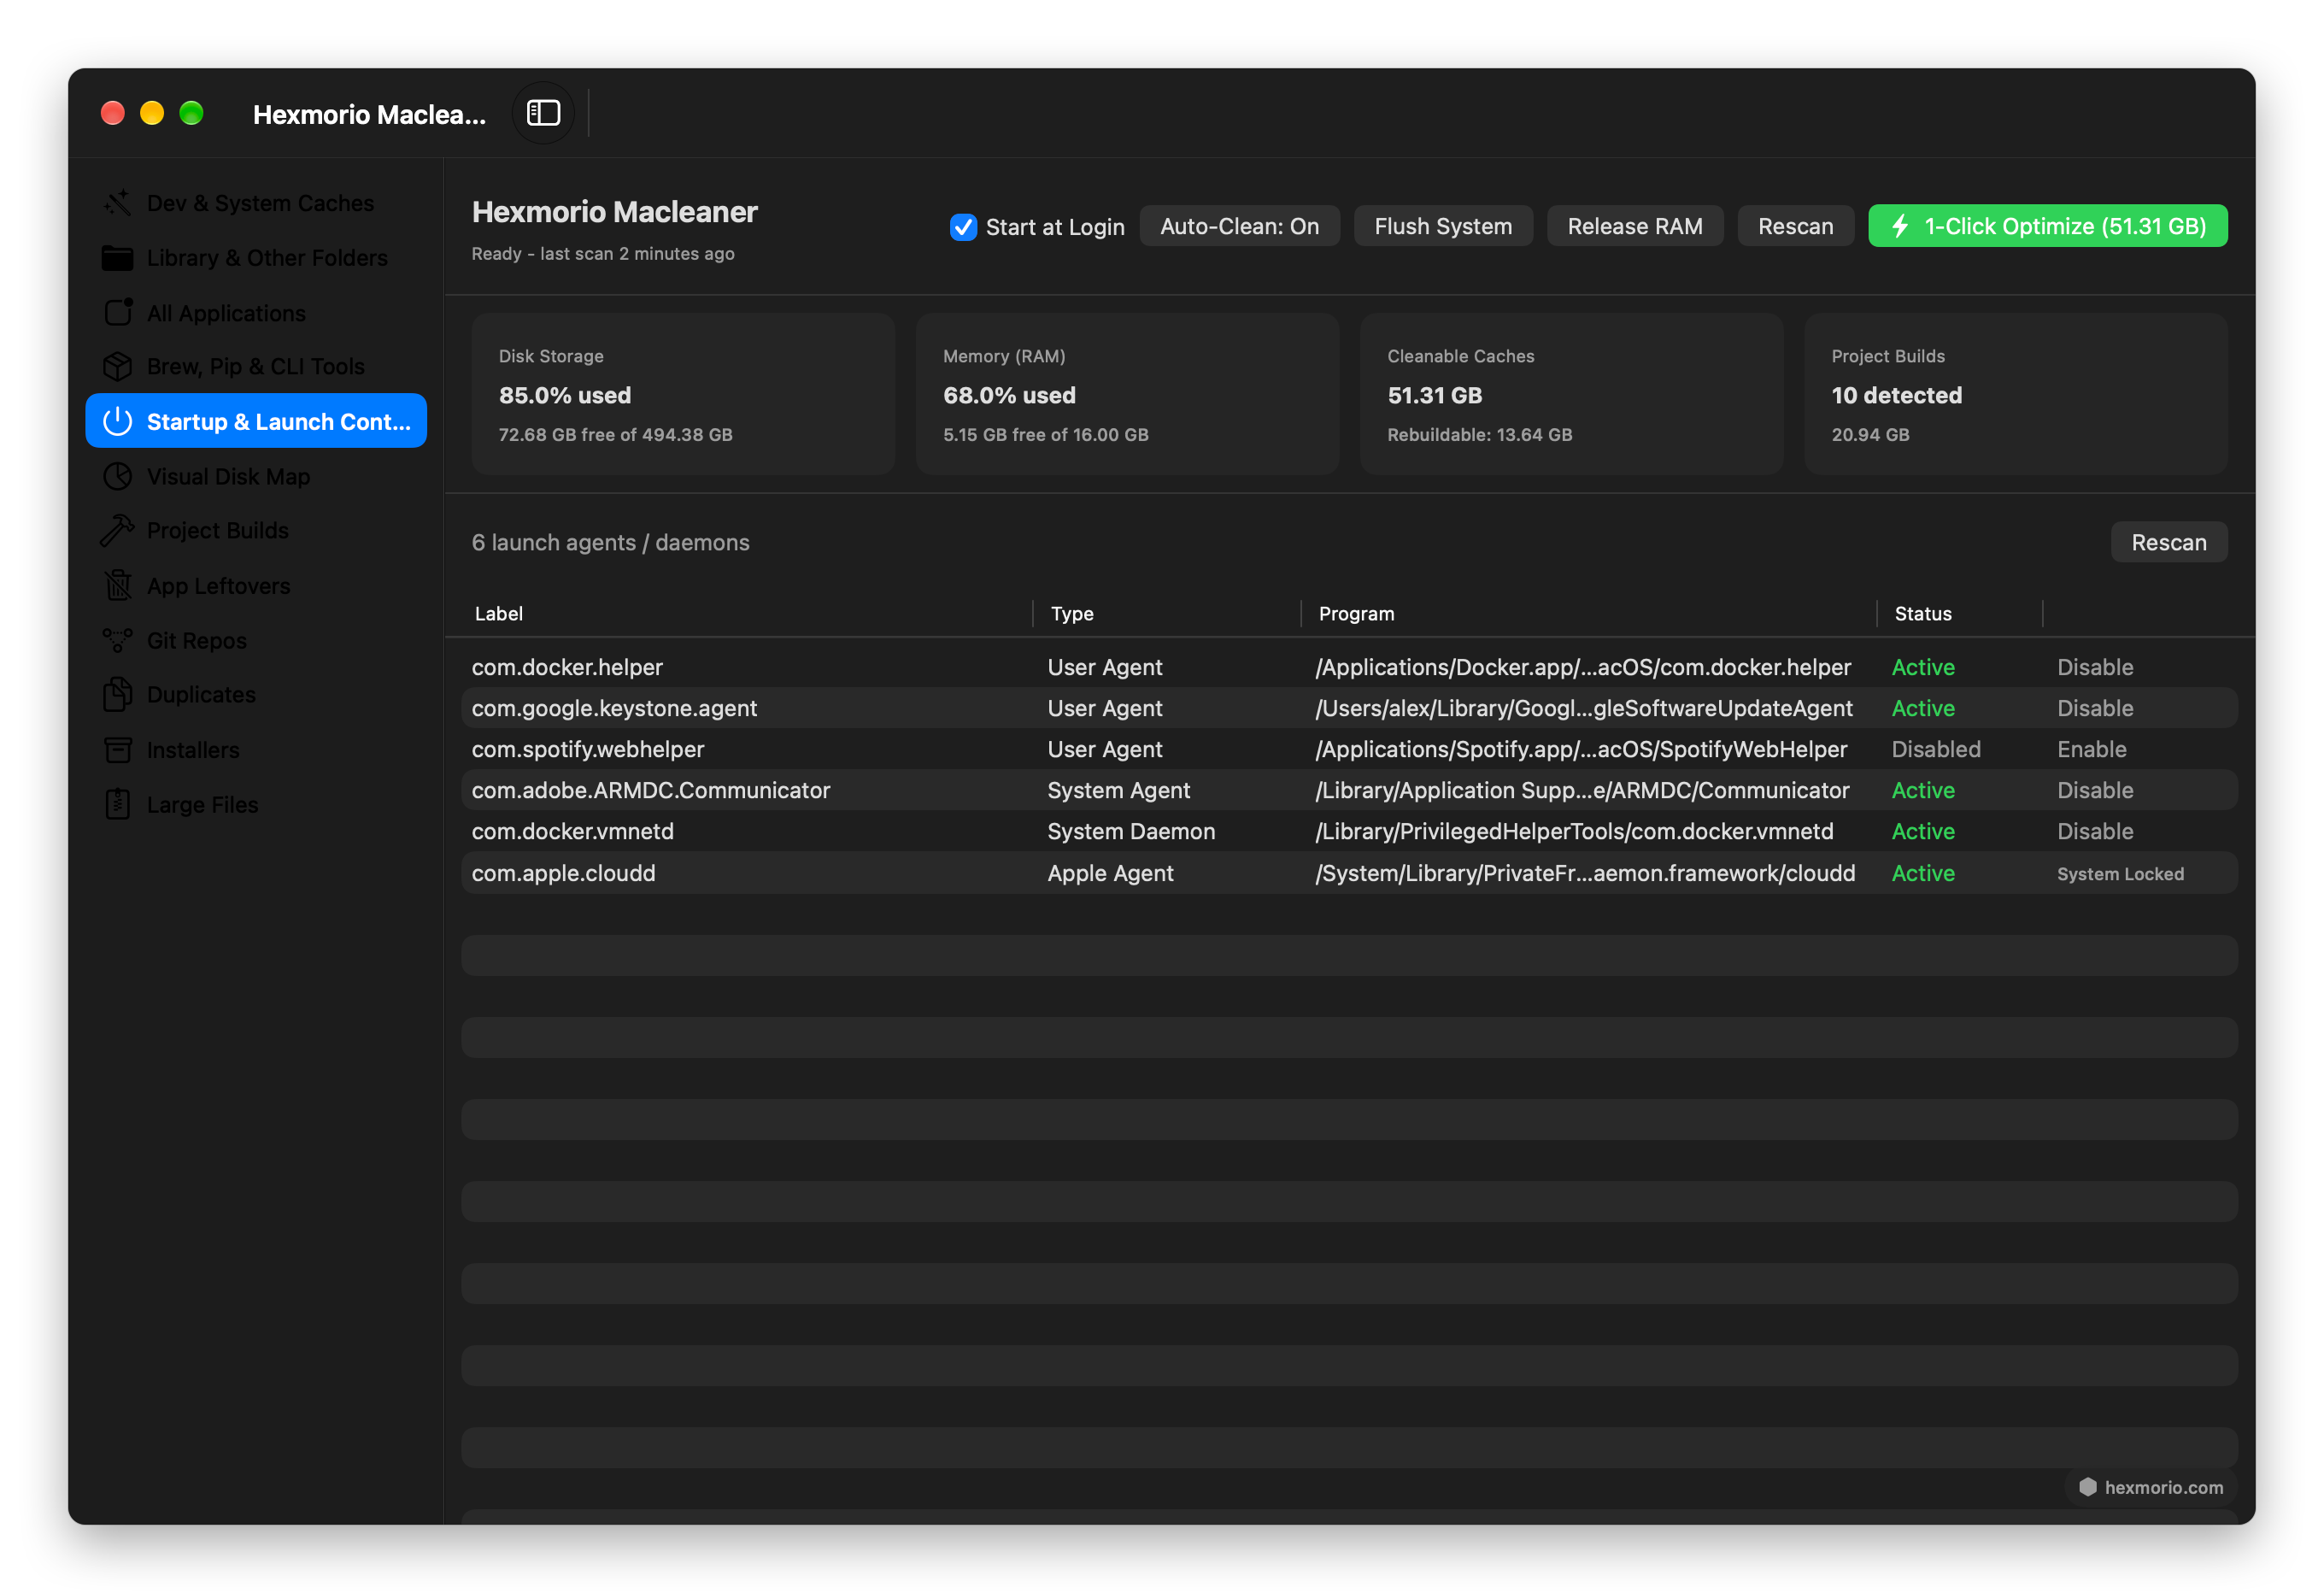 Hexmorio Maclea...
Dev & System Caches
Library & Other Folders
All Applications
Brew, Pip & CLI Tools
Startup & Launch Cont...
Visual Disk Map
Project Builds
App Leftovers
Git Repos
Duplicates
Installers
Large Files
Hexmorio Macleaner
Ready - last scan 2 minutes ago
Start at Login Auto-Clean: On Flush System Release RAM Rescan 1-Click Optimize (51.31 GB)
Disk Storage
85.0% used
72.68 GB free of 494.38 GB
Memory (RAM)
68.0% used
5.15 GB free of 16.00 GB
Cleanable Caches
51.31 GB
Rebuildable: 13.64 GB
Project Builds
10 detected
20.94 GB
6 launch agents / daemons Rescan
Label Type Program Status
com.docker.helper User Agent /Applications/Docker.app/...acOS/com.docker.helper Active Disable
com.google.keystone.agent User Agent /Users/alex/Library/Googl...gleSoftwareUpdateAgent Active Disable
com.spotify.webhelper User Agent /Applications/Spotify.app/...acOS/SpotifyWebHelper Disabled Enable
com.adobe.ARMDC.Communicator System Agent /Library/Application Supp...e/ARMDC/Communicator Active Disable
com.docker.vmnetd System Daemon /Library/PrivilegedHelperTools/com.docker.vmnetd Active Disable
com.apple.cloudd Apple Agent /System/Library/PrivateFr...aemon.framework/cloudd Active System Locked
hexmorio.com